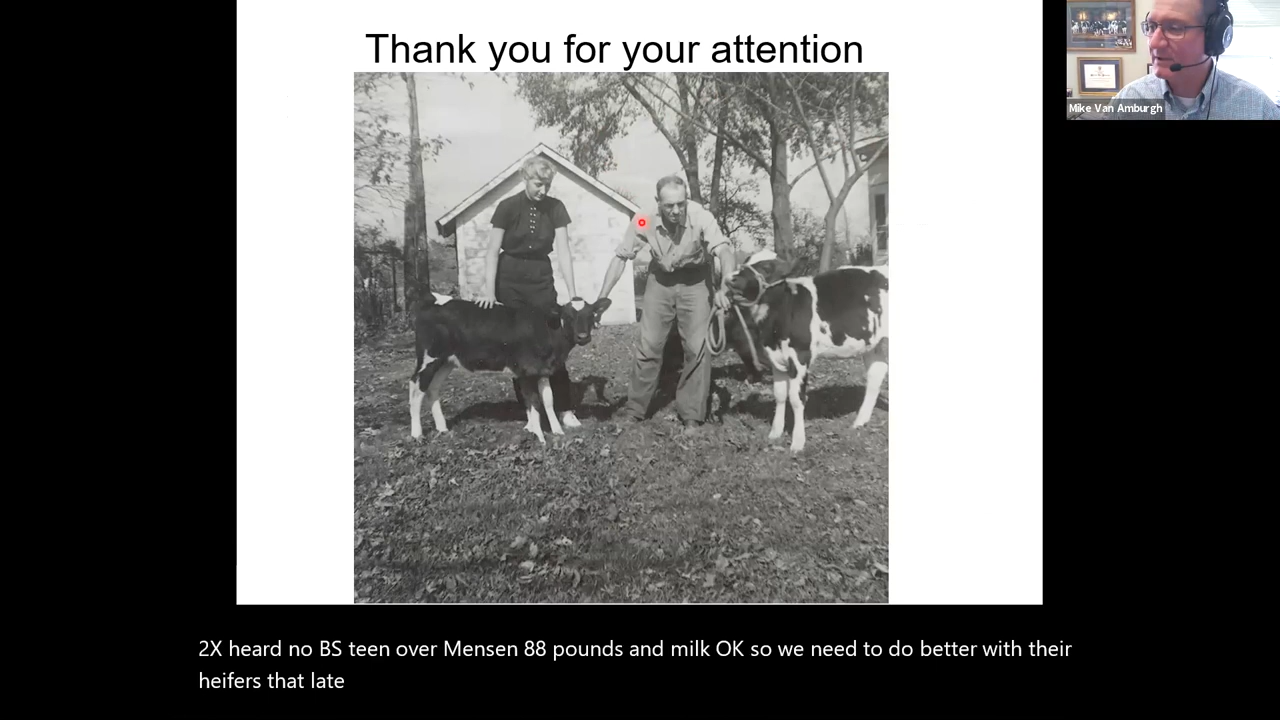 Thank you for your attention
Mike Van Amburgh
2X heard no BS teen over Mensen 88 pounds and milk OK so we need to do better with their
heifers that late